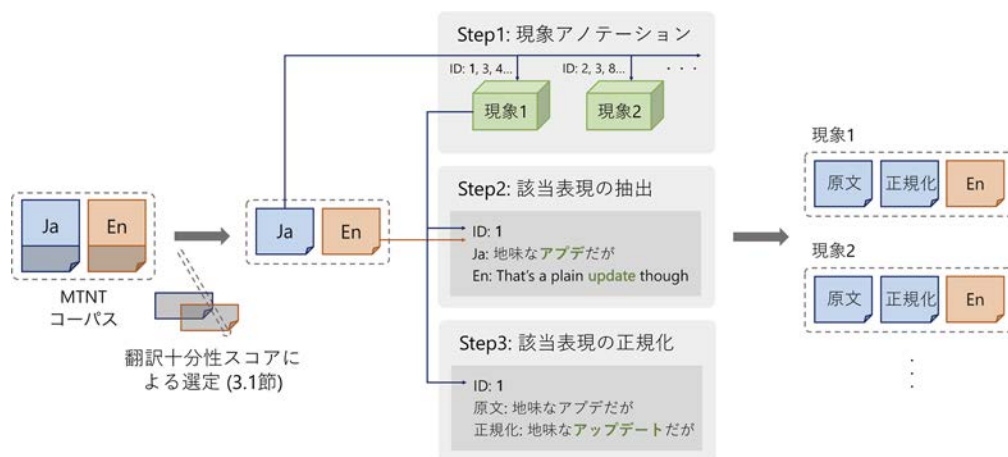 Ja
En
MTNT
コーパス
翻訳十分性スコアに
よる選定 (3.1節)
Ja
En
Step1: 現象アノテーション
ID: 1, 3, 4...
ID: 2, 3, 8...
・・・
現象1
現象2
Step2: 該当表現の抽出
ID: 1
Ja: 地味なアプデだが
En: That's a plain update though
Step3: 該当表現の正規化
ID: 1
原文: 地味なアプデだが
正規化: 地味なアップデートだが
現象1
原文
正規化
En
現象2
原文
正規化
En
・・・